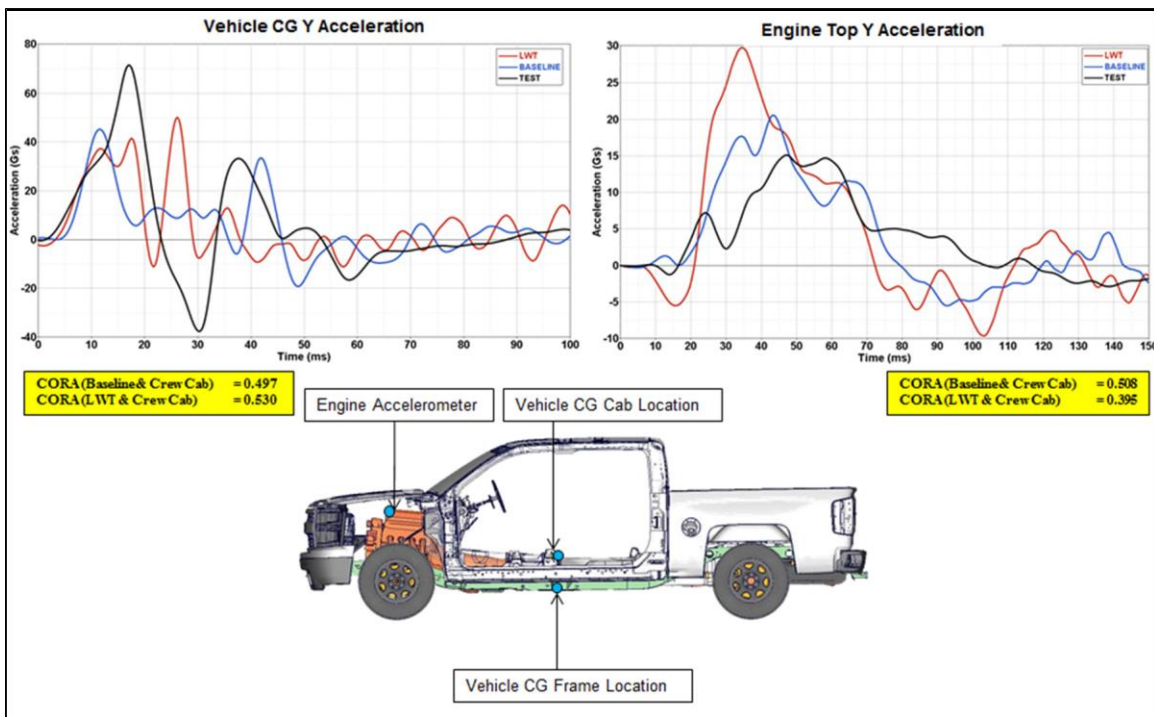 Vehicle CG Y Acceleration
80
60
40
20
0
-20
-40
Acceleration (Gs)
LWT
BASELINE
TEST
0 10 20 30 40 50 60 70 80 90 100
Time (ms)
Engine Top Y Acceleration
30
25
20
15
10
5
0
-5
-10
Acceleration (Gs)
LWT
BASELINE
TEST
0 10 20 30 40 50 60 70 80 90 100 110 120 130 140 150
Time (ms)
CORA (Baseline & Crew Cab) = 0.497
CORA (LWT & Crew Cab) = 0.530
CORA (Baseline & Crew Cab) = 0.508
CORA (LWT & Crew Cab) = 0.395
Engine Accelerometer
Vehicle CG Cab Location
Vehicle CG Frame Location